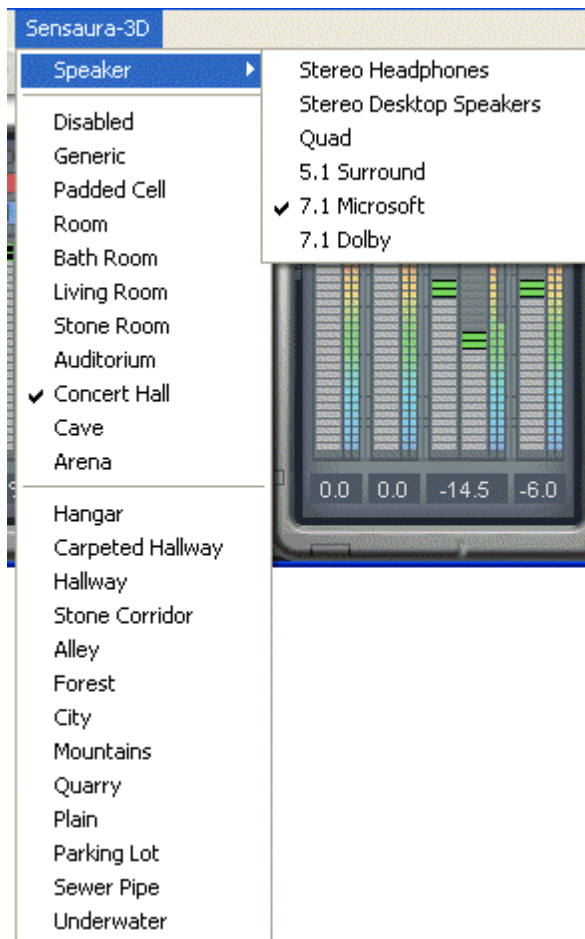 Sensaura-3D
Speaker
Stereo Headphones
Stereo Desktop Speakers
Quad
5.1 Surround
7.1 Microsoft
7.1 Dolby
Disabled
Generic
Padded Cell
Room
Bath Room
Living Room
Stone Room
Auditorium
Concert Hall
Cave
Arena
Hangar
Carpeted Hallway
Hallway
Stone Corridor
Alley
Forest
City
Mountains
Quarry
Plain
Parking Lot
Sewer Pipe
Underwater
0.0 0.0 -14.5 -6.0